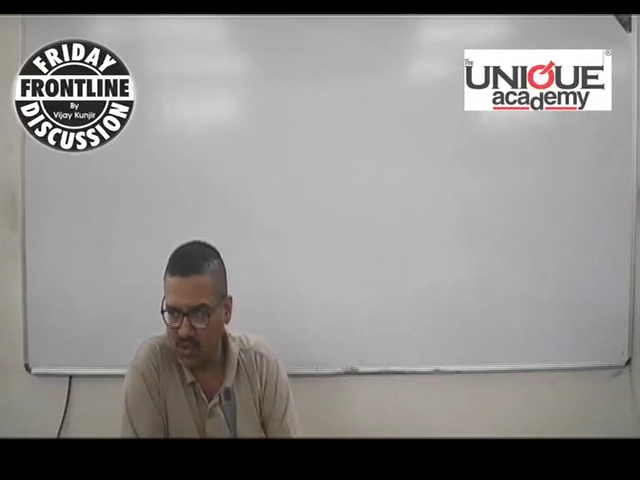 FRIDAY
FRONTLINE
By
Vijay Kunjir
DISCUSSION
The
UNIQUE
academy
®